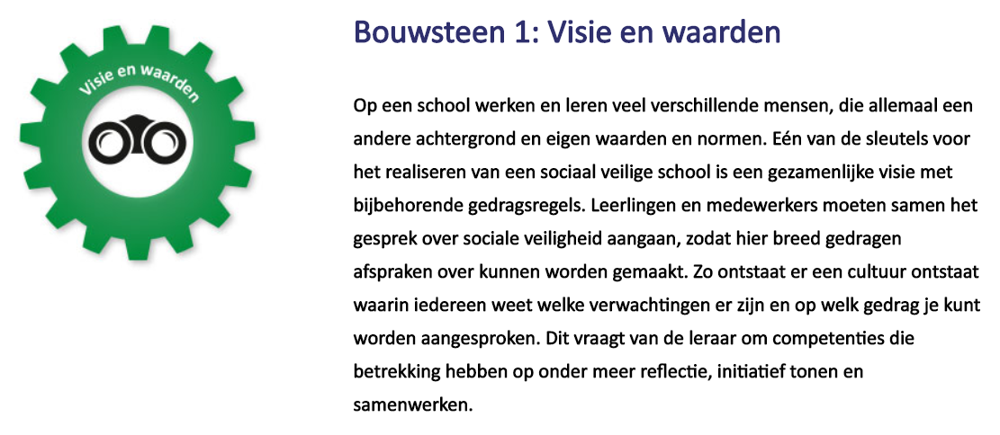 Bouwsteen 1: Visie en waarden
Visie en waarden
Op een school werken en leren veel verschillende mensen, die allemaal een
andere achtergrond en eigen waarden en normen. Eén van de sleutels voor
het realiseren van een sociaal veilige school is een gezamenlijke visie met
bijbehorende gedragsregels. Leerlingen en medewerkers moeten samen het
gesprek over sociale veiligheid aangaan, zodat hier breed gedragen
afspraken over kunnen worden gemaakt. Zo ontstaat er een cultuur ontstaat
waarin iedereen weet welke verwachtingen er zijn en op welk gedrag je kunt
worden aangesproken. Dit vraagt van de leraar om competenties die
betrekking hebben op onder meer reflectie, initiatief tonen en
samenwerken.